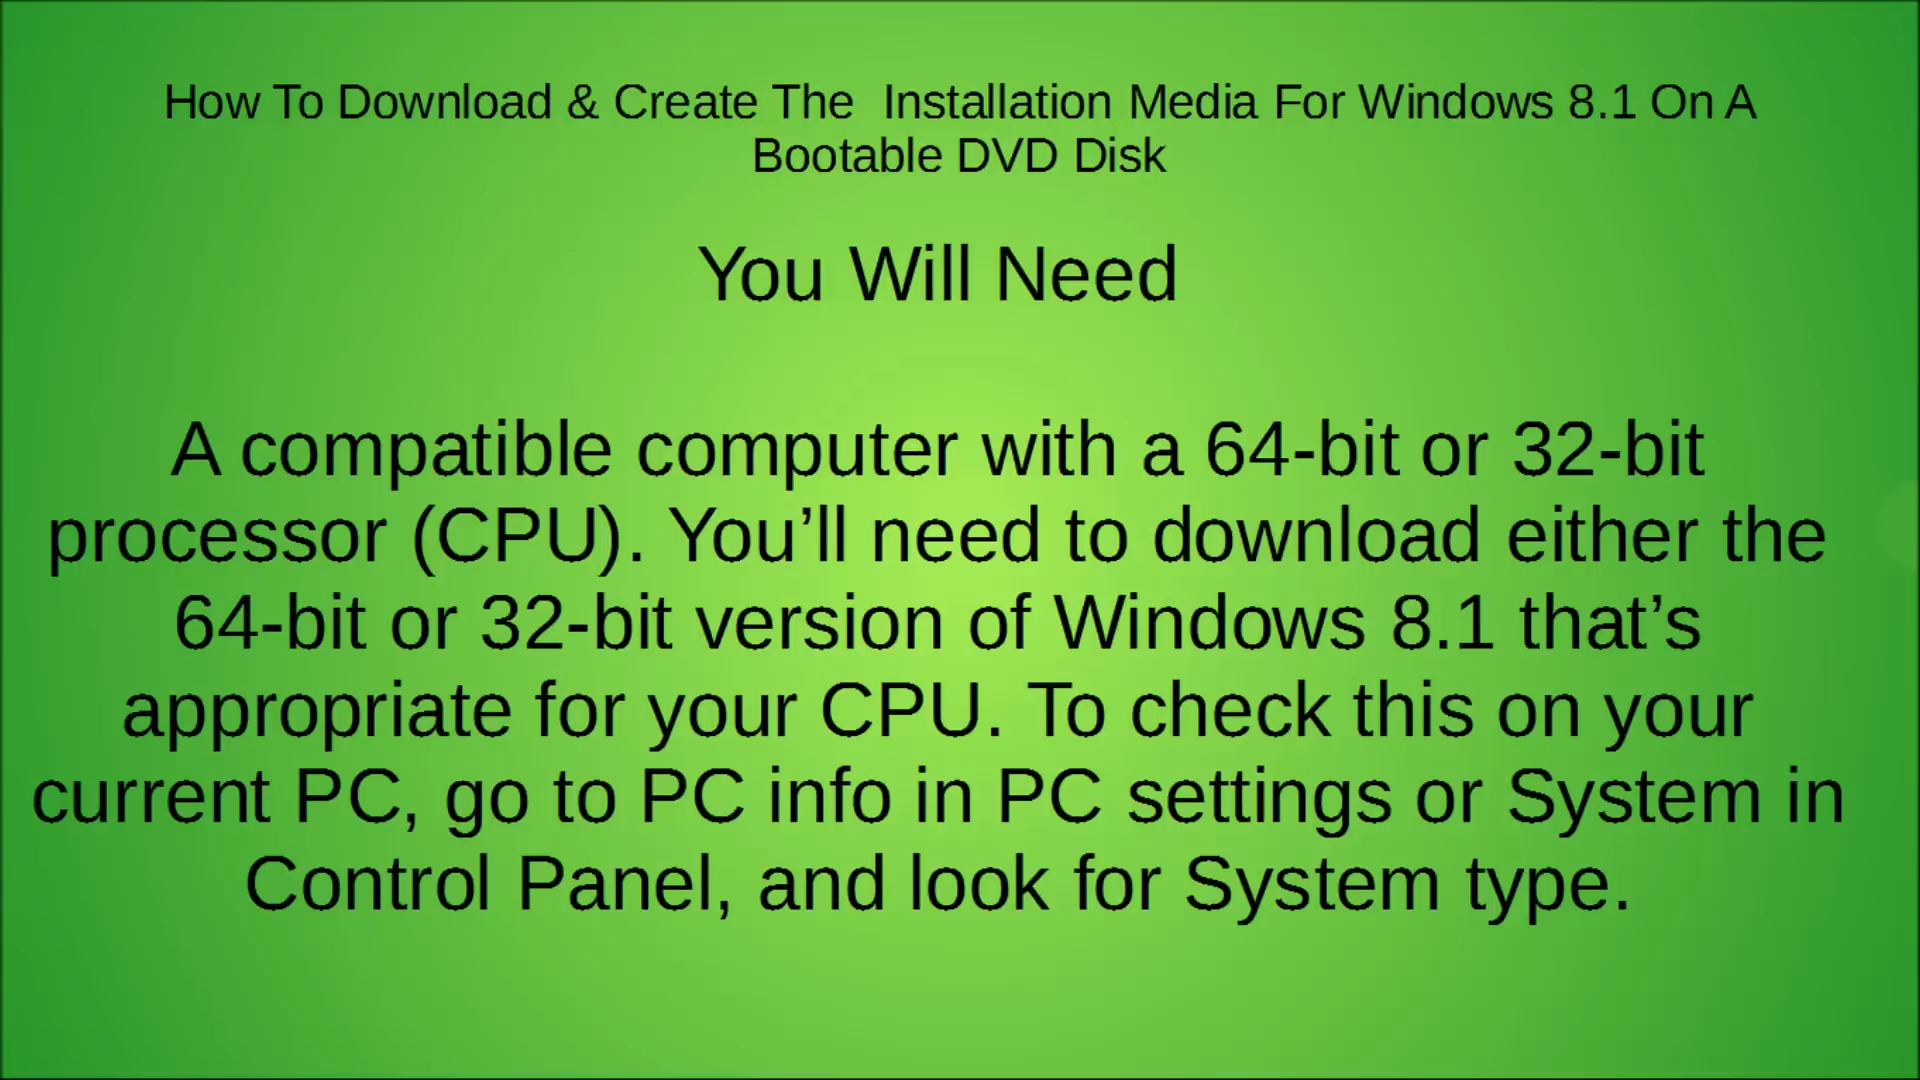 How To Download & Create The  Installation Media For Windows 8.1 On A
Bootable DVD Disk
You Will Need
A compatible computer with a 64-bit or 32-bit
processor (CPU). You’ll need to download either the
64-bit or 32-bit version of Windows 8.1 that’s
appropriate for your CPU. To check this on your
current PC, go to PC info in PC settings or System in
Control Panel, and look for System type.